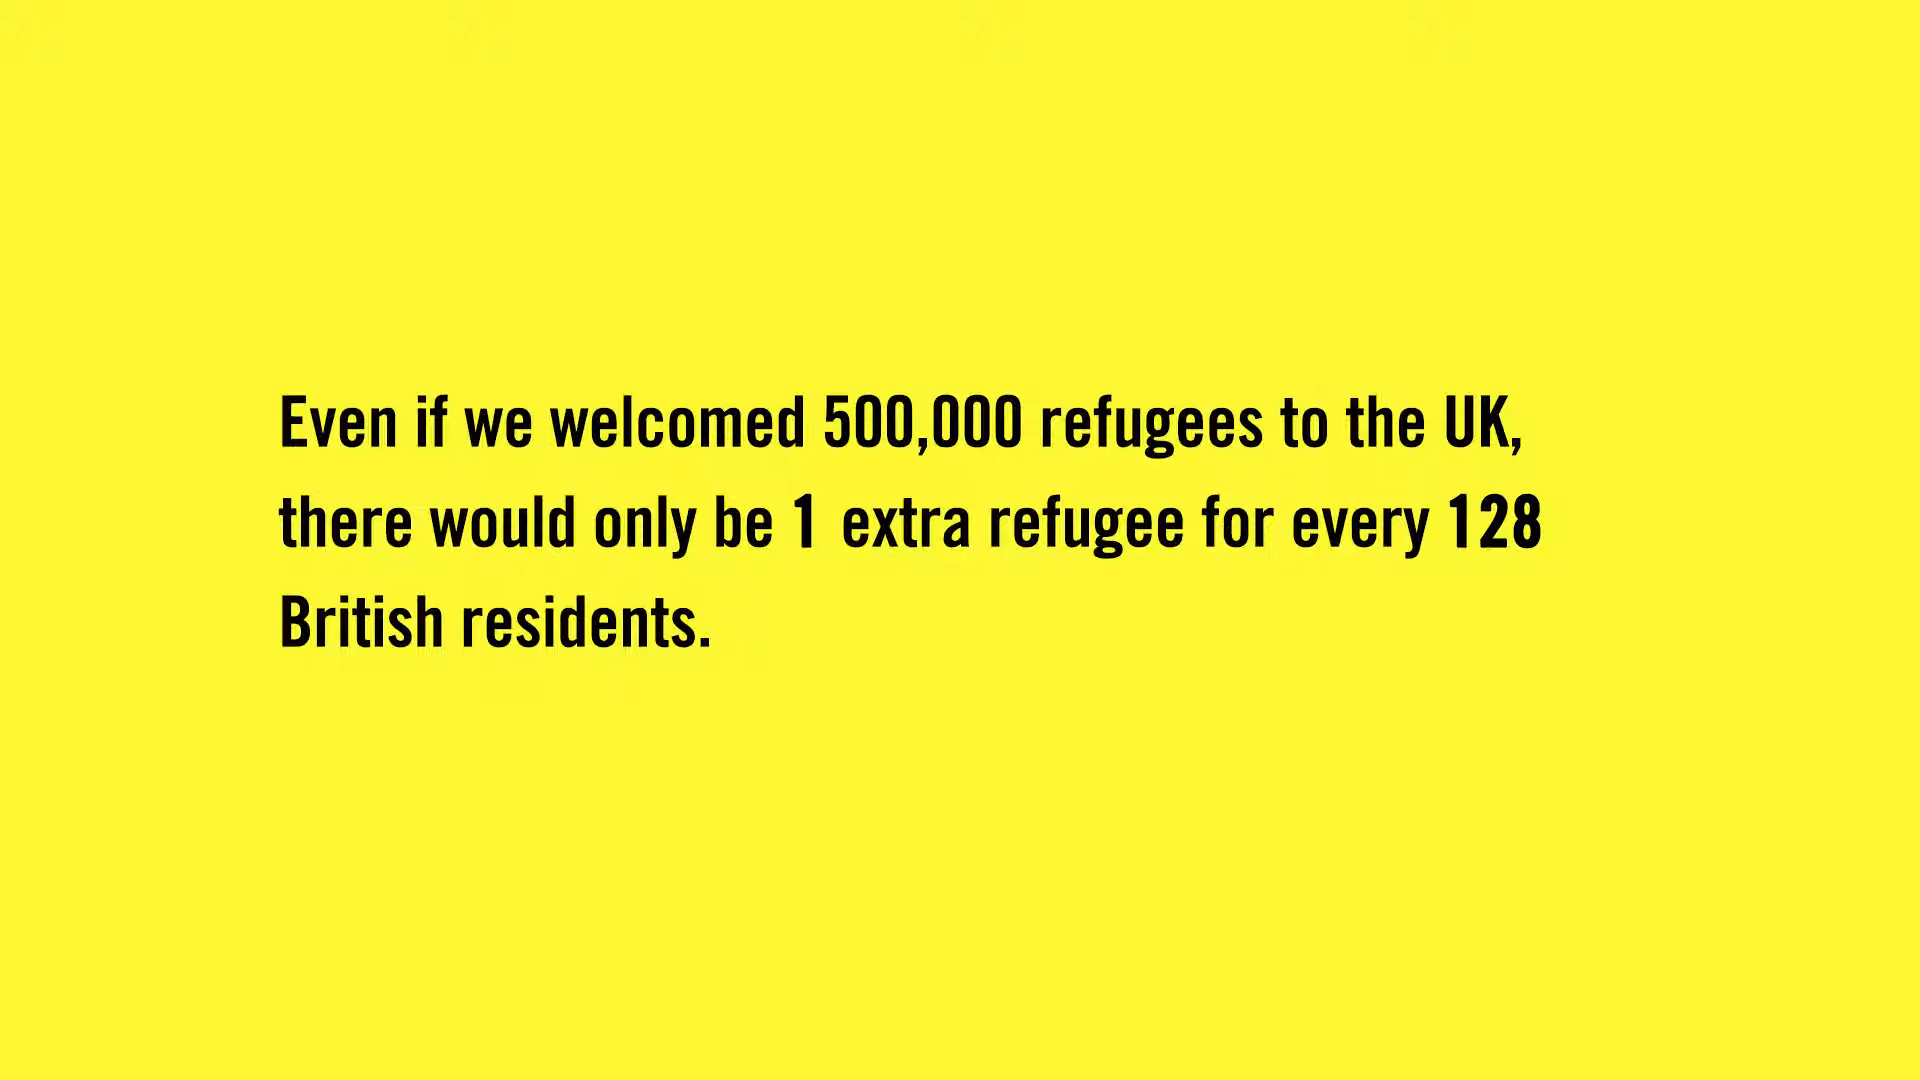 Even if we welcomed 500,000 refugees to the UK,
there would only be 1 extra refugee for every 128
British residents.